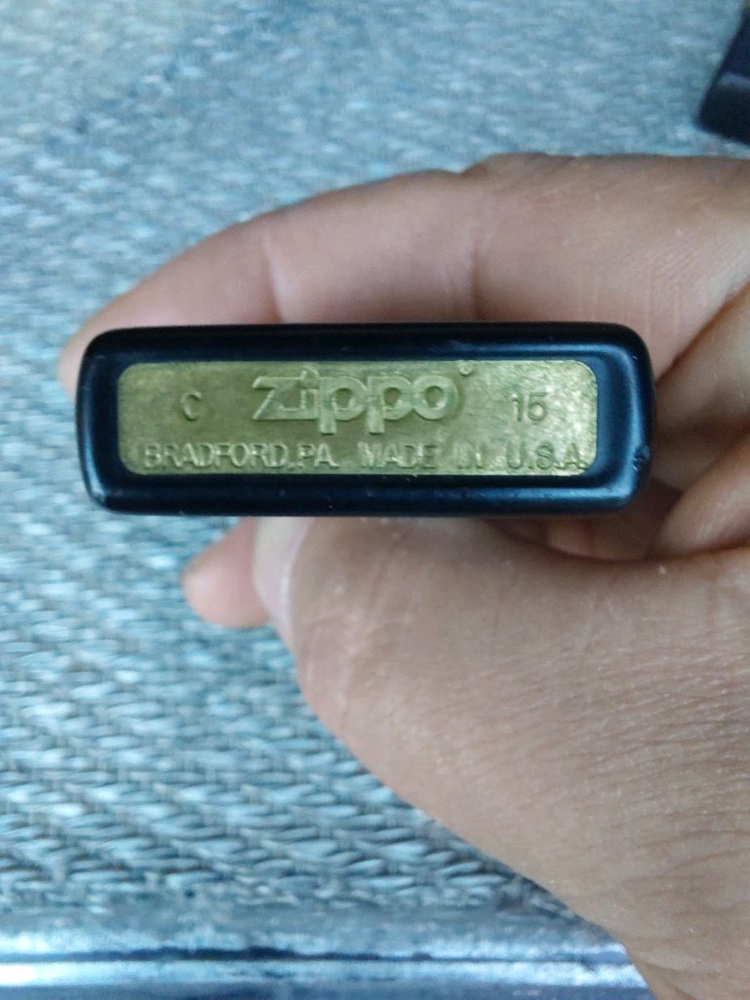 C zippo 15
BRADFORD, PA. MADE IN U.S.A.